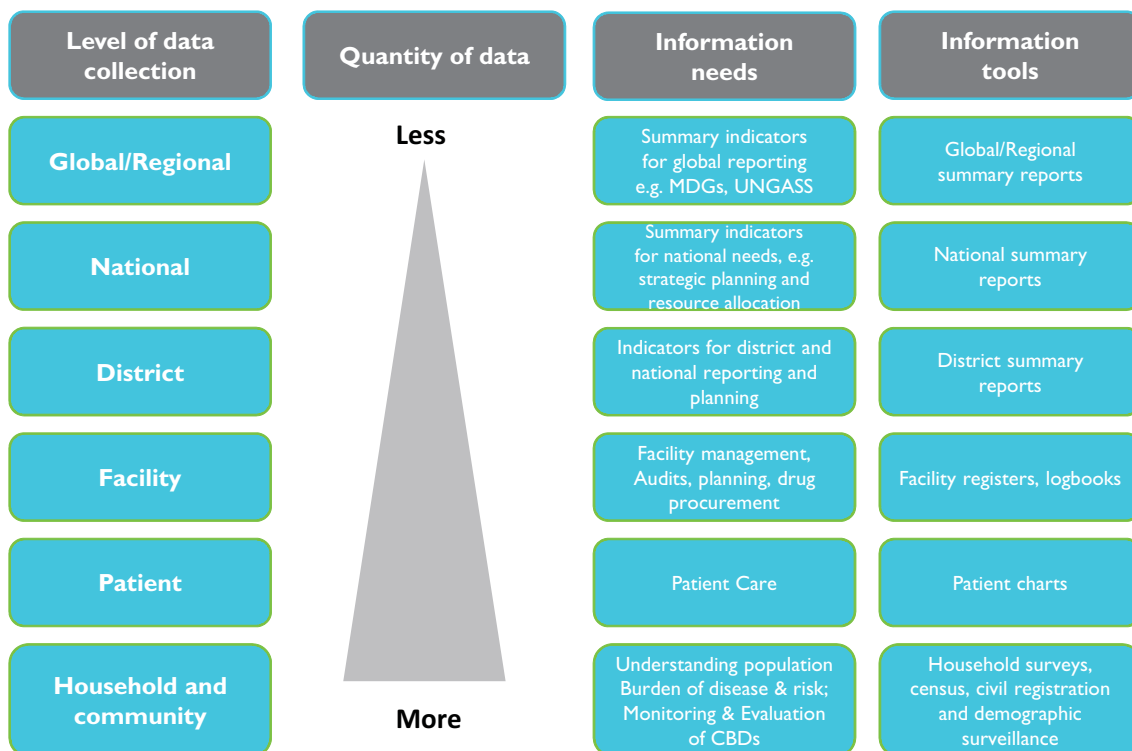 Level of data
collection
Quantity of data
Information
needs
Information
tools
Less
Global/Regional
Summary indicators
for global reporting
e.g. MDGs, UNGASS
Global/Regional
summary reports
National
Summary indicators
for national needs, e.g.
strategic planning and
resource allocation
National summary
reports
District
Indicators for district and
national reporting and
planning
District summary
reports
Facility
Facility management,
Audits, planning, drug
procurement
Facility registers, logbooks
Patient
Patient Care
Patient charts
Household and
community
More
Understanding population
Burden of disease & risk;
Monitoring & Evaluation
of CBDs
Household surveys,
census, civil registration
and demographic
surveillance